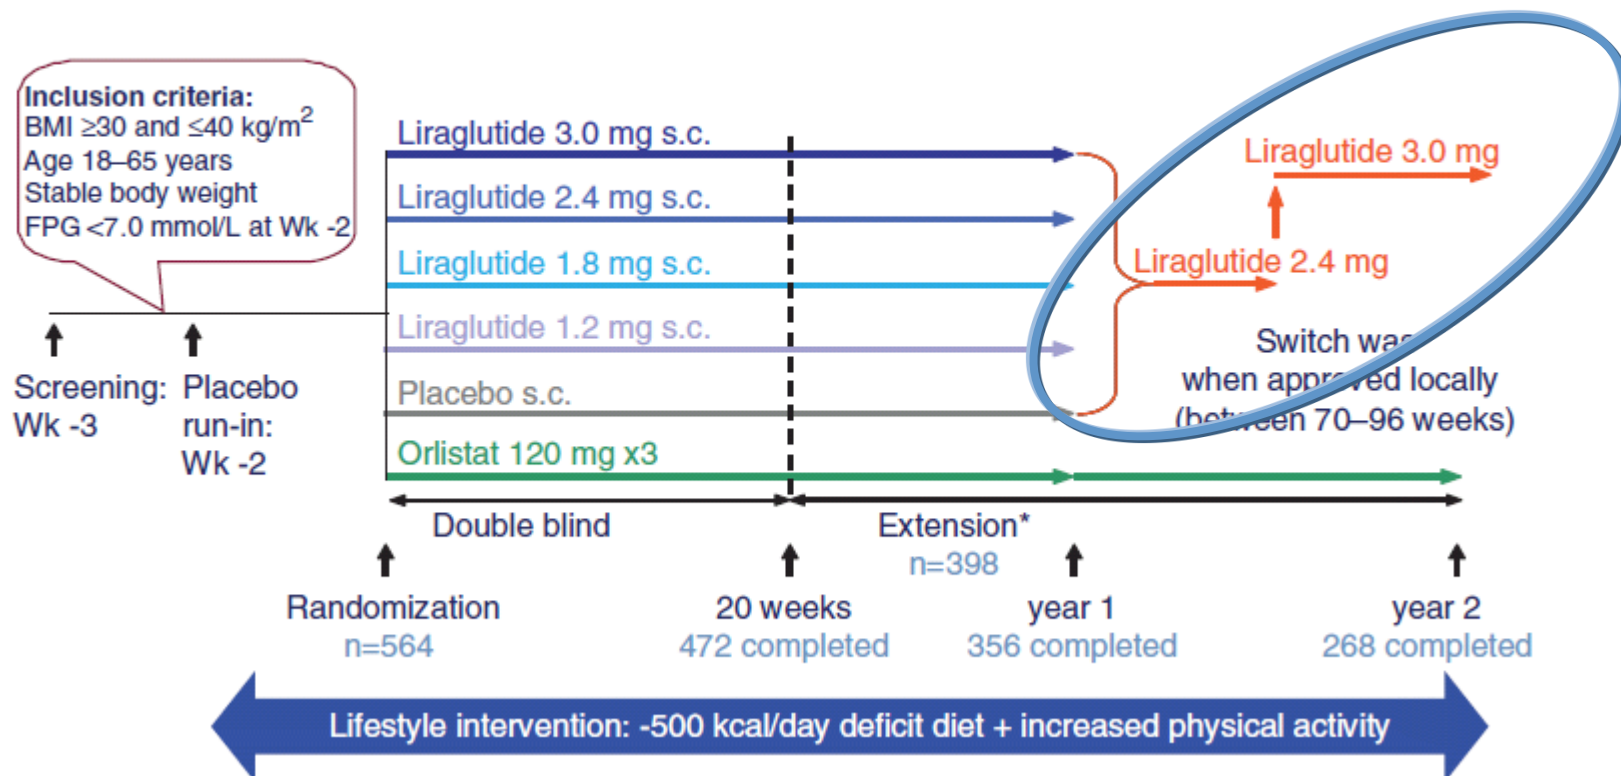 Inclusion criteria:
BMI ≥30 and ≤40 kg/m²
Age 18–65 years
Stable body weight
FPG <7.0 mmol/L at Wk -2
Liraglutide 3.0 mg s.c.
Liraglutide 2.4 mg s.c.
Liraglutide 1.8 mg s.c.
Liraglutide 1.2 mg s.c.
Placebo s.c.
Orlistat 120 mg x3
Liraglutide 3.0 mg
Liraglutide 2.4 mg
Switch was
when approved locally
(between 70–96 weeks)
Screening:
Wk -3
Placebo
run-in:
Wk -2
Double blind
Extension*
n=398
Randomization
n=564
20 weeks
472 completed
year 1
356 completed
year 2
268 completed
Lifestyle intervention: -500 kcal/day deficit diet + increased physical activity